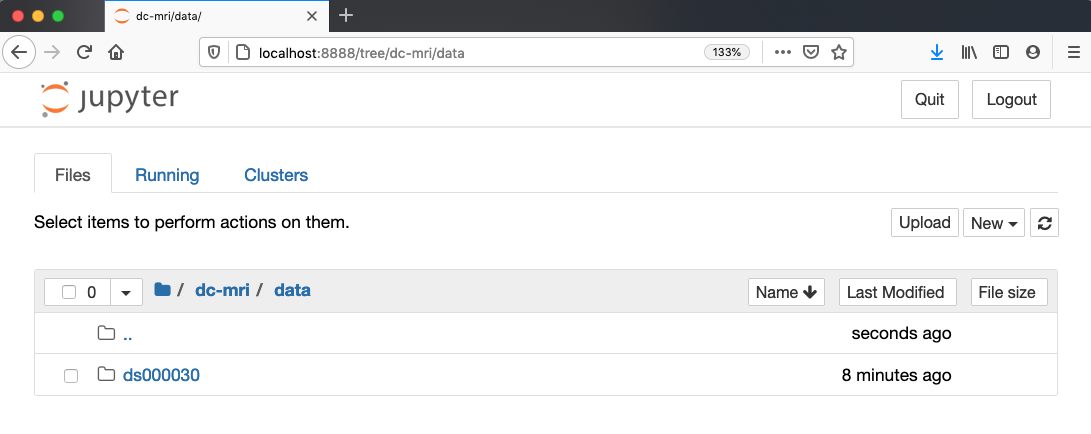 dc-mri/data/
localhost:8888/tree/dc-mri/data 133%
jupyter Quit Logout
Files Running Clusters
Select items to perform actions on them. Upload New
0 / dc-mri / data Name Last Modified File size
.. seconds ago
ds000030 8 minutes ago